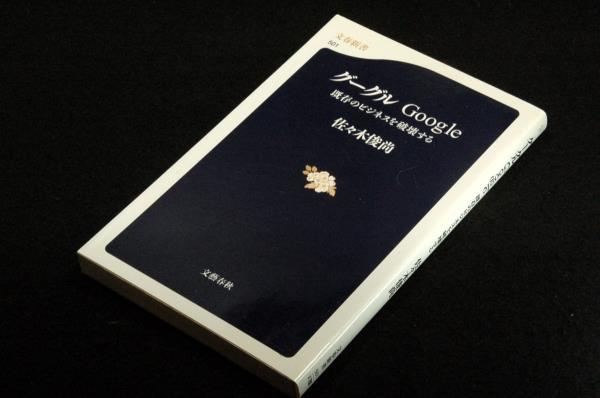 文春新書
501
グーグル Google
既存のビジネスを破壊する
佐々木俊尚
文藝春秋